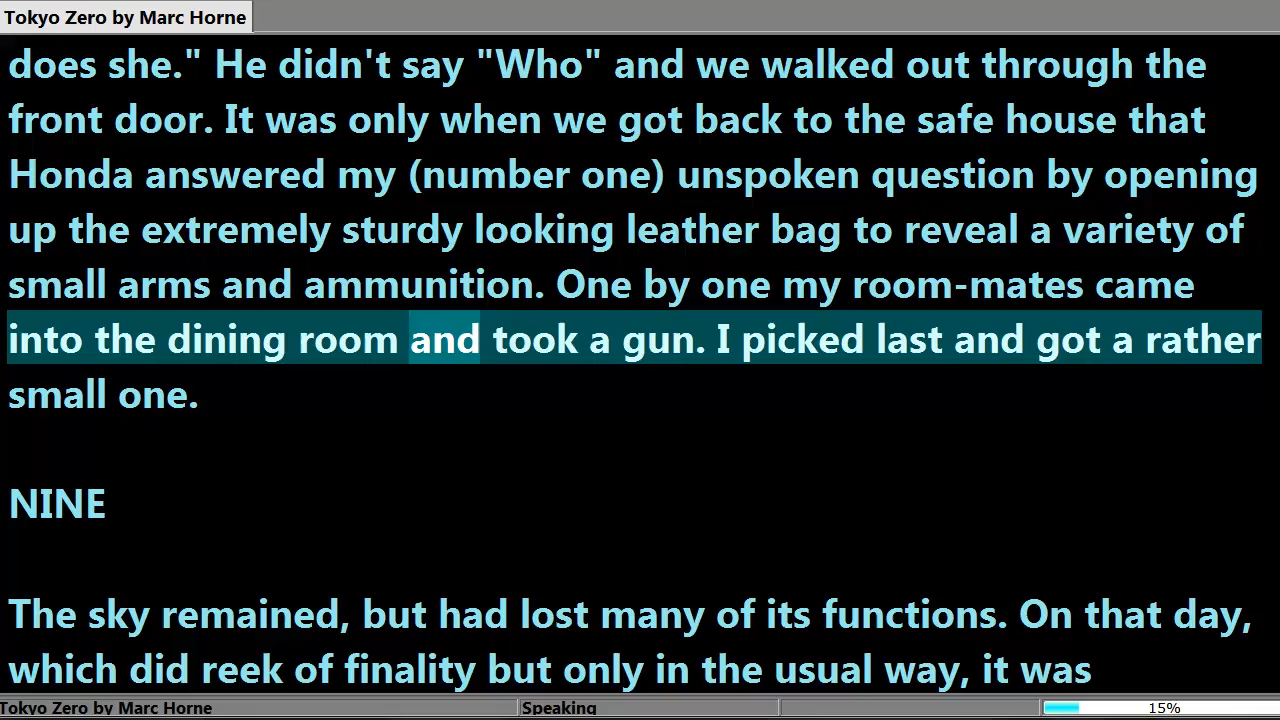 Tokyo Zero by Marc Horne
does she." He didn't say "Who" and we walked out through the
front door. It was only when we got back to the safe house that
Honda answered my (number one) unspoken question by opening
up the extremely sturdy looking leather bag to reveal a variety of
small arms and ammunition. One by one my room-mates came
into the dining room and took a gun. I picked last and got a rather
small one.
NINE
The sky remained, but had lost many of its functions. On that day,
which did reek of finality but only in the usual way, it was
Tokyo Zero by Marc Horne
Speaking
15%